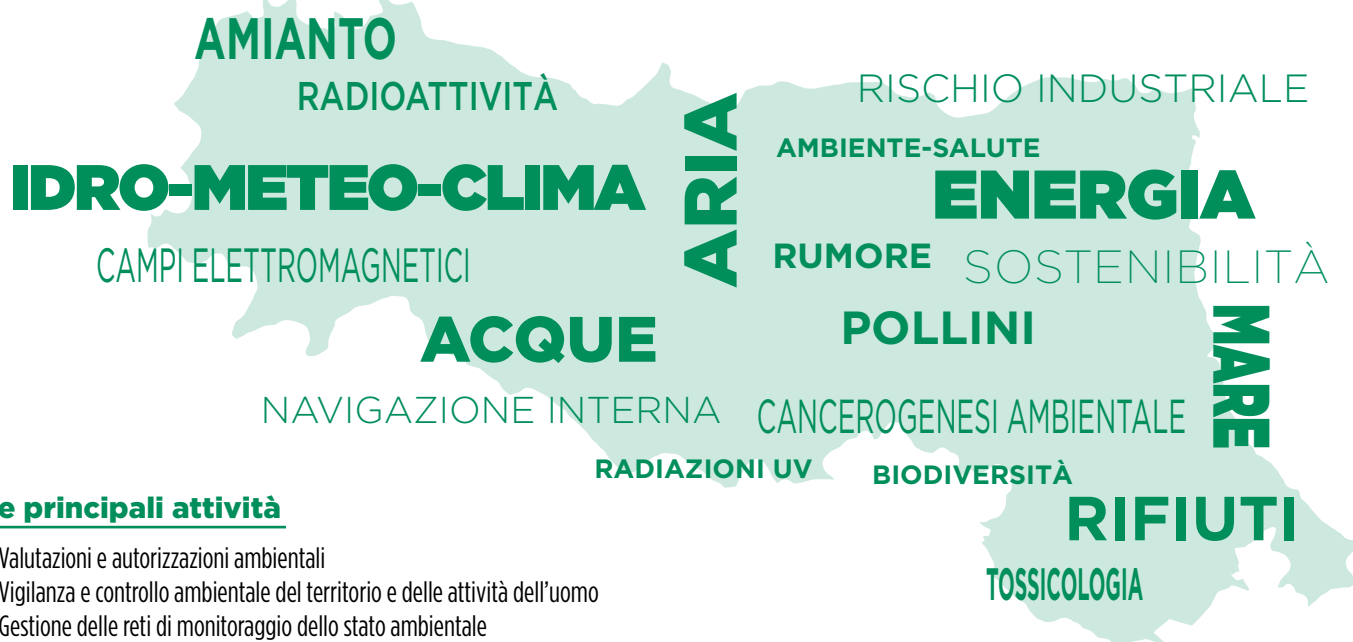 AMIANTO
RADIOATTIVITÀ
ARIA
RISCHIO INDUSTRIALE
AMBIENTE-SALUTE
IDRO-METEO-CLIMA
ENERGIA
CAMPI ELETTROMAGNETICI
RUMORE
SOSTENIBILITÀ
ACQUE
POLLINI
MARE
NAVIGAZIONE INTERNA
CANCEROGENESI AMBIENTALE
RADIAZIONI UV
BIODIVERSITÀ
RIFIUTI
TOSSICOLOGIA
e principali attività
Valutazioni e autorizzazioni ambientali
Vigilanza e controllo ambientale del territorio e delle attività dell'uomo
Gestione delle reti di monitoraggio dello stato ambientale